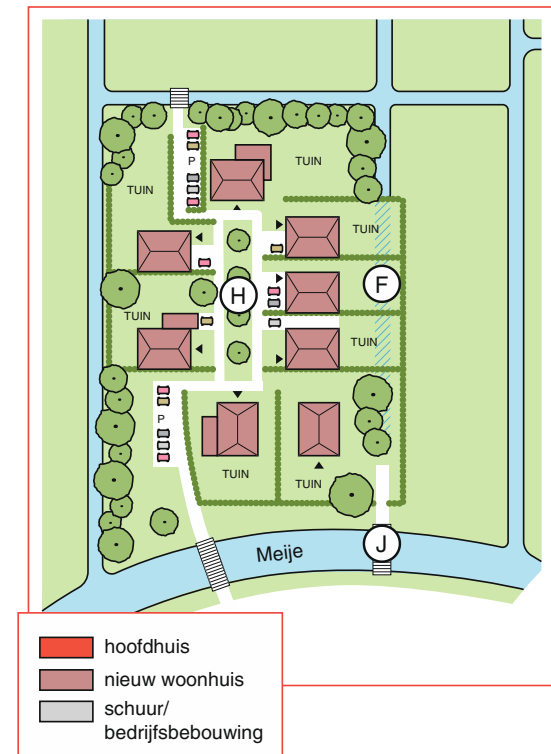 P
TUIN
TUIN
TUIN
H
F
TUIN
TUIN
P
TUIN
TUIN
J
Meije
hoofdhuis
nieuw woonhuis
schuur/
bedrijfsbebouwing